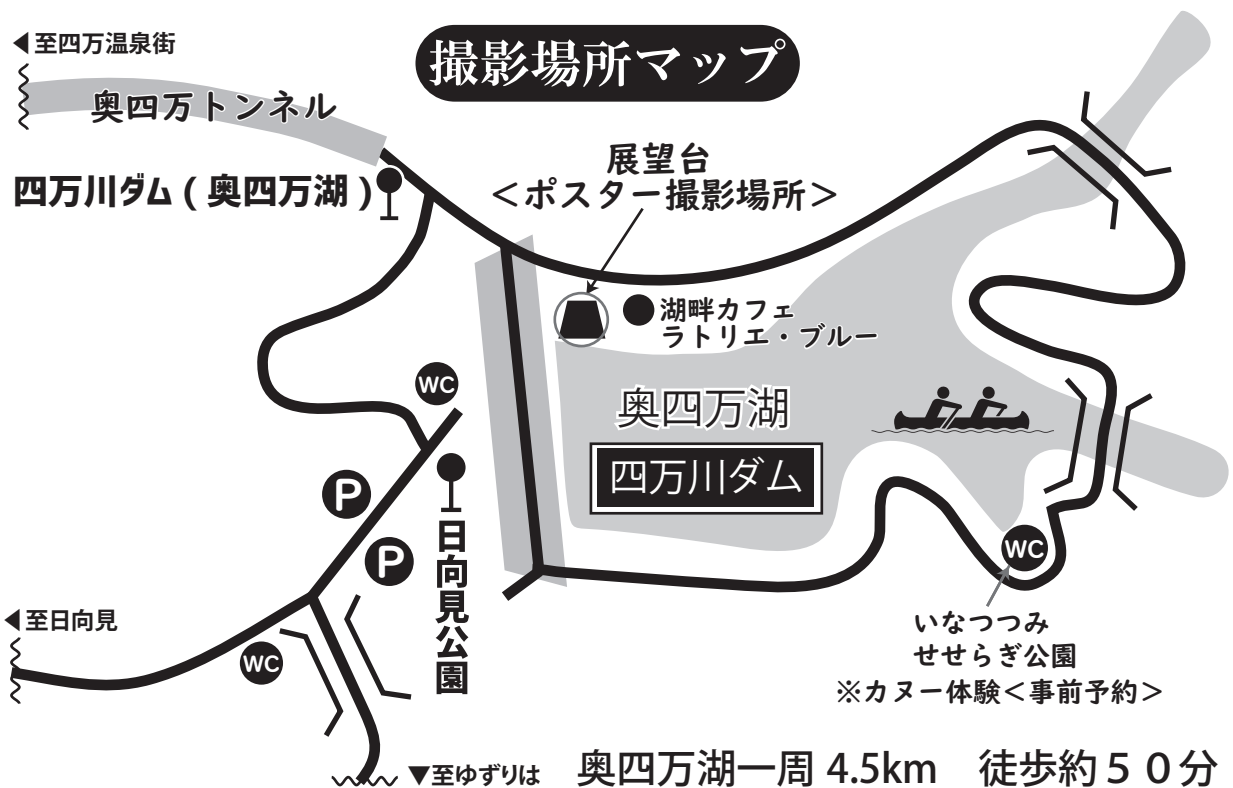 撮影場所マップ
◀至四万温泉街
奥四万トンネル
四万川ダム(奥四万湖)
展望台
<ポスター撮影場所>
湖畔カフェ
ラトリエ・ブルー
WC
奥四万湖
四万川ダム
P
P
日向見公園
WC
◀至日向見
WC
いなつつみ
せせらぎ公園
※カヌー体験<事前予約>
▼至ゆずりは
奥四万湖一周 4.5km 徒歩約50分